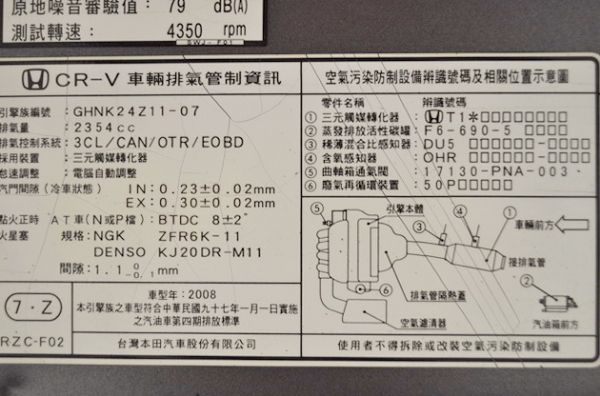 原地噪音審驗值： 79 dB(A)
測試轉速： 4350 rpm
CR-V 車輛排氣管制資訊
引擎族編號：GHNK24Z11-07
排氣量：2354cc
排氣控制系統：3CL/CAN/OTR/EOBD
採用裝置：三元觸媒轉化器
怠速調整：電腦自動調整
汽門間隙（冷車狀態） IN：0.23±0.02mm
EX：0.30±0.02mm
點火正時 AT車(N或P檔)：BTDC 8±2°
火星塞 規格：NGK ZFR6K-11
DENSO KJ20DR-M11
間隙：1.1 0 -0.1 mm
7・Z
車型年：2008
本引擎族之車型符合中華民國九十七年一月一日實施
之汽油車第四期排放標準
RZC-F02
台灣本田汽車股份有限公司
空氣污染防制設備辨識號碼及相關位置示意圖
零件名稱 辨識號碼
① 三元觸媒轉化器 T1*□□□□□□□
② 蒸發排放活性碳罐 F6-690-5 □□□□
③ 稀薄混合比感知器 DU5 □□□□□□
④ 含氧感知器 OHR □□□□□
⑤ 曲軸箱通氣閥 17130-PNA-003
⑥ 廢氣再循環裝置 50P□□□□
⑤ 引擎本體 ③ ④ ① 車輛前方
接排氣管
排氣管隔熱蓋 ②
⑥
空氣濾清器 汽油箱前方
使用者不得拆除或改裝空氣污染防制設備